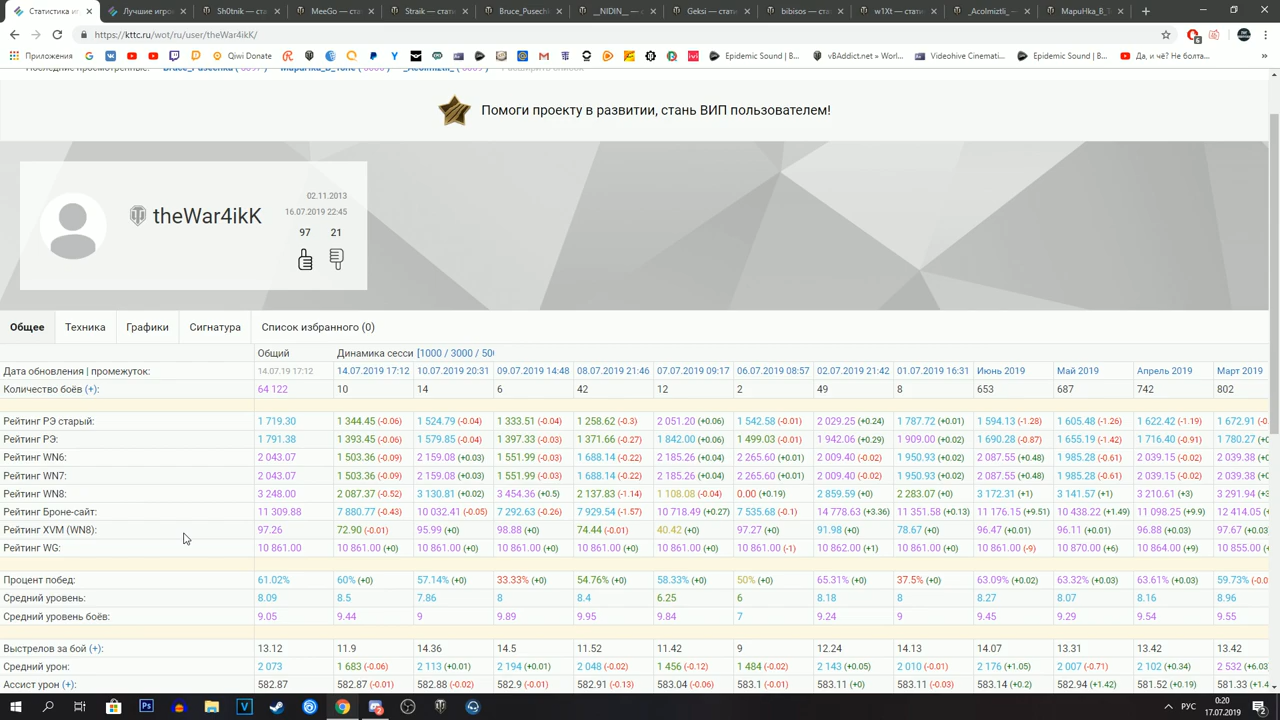 Статистика и
Лучшие игрок
Sh0tnik — ст
MeeGo — ста
Straik — стат
Bruce_Pusech
__NIDIN__ —
Geksi — стат
bibisos — ста
w1Xt — стат
_Acolmiztli_
MapuHka_B_T
https://kttc.ru/wot/ru/user/theWar4ikK/
Приложения
Qiwi Donate
Epidemic Sound | B...
vBAddict.net » Worl...
Videohive Cinemati...
Epidemic Sound | B...
Да, и чё? Не болта...
Помоги проекту в развитии, стань ВИП пользователем!
02.11.2013
theWar4ikK 16.07.2019 22:45
97 21
Общее Техника Графики Сигнатура Список избранного (0)
Общий Динамика сесси [1000 / 3000 / 50
Дата обновления | промежуток: 14.07.19 17:12 14.07.2019 17:12 10.07.2019 20:31 09.07.2019 14:48 08.07.2019 21:46 07.07.2019 09:17 06.07.2019 08:57 02.07.2019 21:42 01.07.2019 16:31 Июнь 2019 Май 2019 Апрель 2019 Март 2019
Количество боёв (+): 64 122 10 14 6 42 12 2 49 8 653 687 742 802
Рейтинг РЭ старый: 1 719.30 1 344.45 (-0.06) 1 524.79 (-0.04) 1 333.51 (-0.04) 1 258.62 (-0.3) 2 051.20 (+0.06) 1 542.58 (-0.01) 2 029.25 (+0.24) 1 787.72 (+0.01) 1 594.13 (-1.28) 1 605.48 (-1.26) 1 622.42 (-1.19) 1 672.91 (-0.
Рейтинг РЭ: 1 791.38 1 393.45 (-0.06) 1 579.85 (-0.04) 1 397.33 (-0.03) 1 371.66 (-0.27) 1 842.00 (+0.06) 1 499.03 (-0.01) 1 942.06 (+0.29) 1 909.00 (+0.02) 1 690.28 (-0.87) 1 655.19 (-1.42) 1 716.40 (-0.91) 1 780.27 (+0
Рейтинг WN6: 2 043.07 1 503.36 (-0.09) 2 159.08 (+0.03) 1 551.99 (-0.03) 1 688.14 (-0.22) 2 185.26 (+0.04) 2 265.60 (+0.01) 2 009.40 (-0.02) 1 950.93 (+0.02) 2 087.55 (+0.48) 1 985.28 (-0.61) 2 039.15 (-0.02) 2 039.38 (+0
Рейтинг WN7: 2 043.07 1 503.36 (-0.09) 2 159.08 (+0.03) 1 551.99 (-0.03) 1 688.14 (-0.22) 2 185.26 (+0.04) 2 265.60 (+0.01) 2 009.40 (-0.02) 1 950.93 (+0.02) 2 087.55 (+0.48) 1 985.28 (-0.61) 2 039.15 (-0.02) 2 039.38 (+0
Рейтинг WN8: 3 248.00 2 087.37 (-0.52) 3 130.81 (+0.02) 3 454.36 (+0.5) 2 137.83 (-1.14) 1 108.08 (-0.04) 0.00 (+0.19) 2 859.59 (+0) 2 283.07 (+0) 3 172.31 (+1) 3 141.57 (+1) 3 210.61 (+3) 3 291.94 (+3
Рейтинг Броне-сайт: 11 309.88 7 880.77 (-0.43) 10 032.41 (-0.05) 7 292.63 (-0.26) 7 929.54 (-1.57) 10 718.49 (+0.27) 7 535.68 (-0.1) 14 778.63 (+3.36) 11 351.58 (+0.13) 11 176.15 (+9.51) 10 438.22 (+1.49) 11 098.25 (+9.9) 12 414.05 (+
Рейтинг XVM (WN8): 97.26 72.90 (-0.01) 95.99 (+0) 98.88 (+0) 74.44 (-0.01) 40.42 (+0) 97.27 (+0) 91.98 (+0) 78.67 (+0) 96.47 (+0.01) 96.11 (+0.01) 96.88 (+0.03) 97.67 (+0.03
Рейтинг WG: 10 861.00 10 861.00 (+0) 10 861.00 (+0) 10 861.00 (+0) 10 861.00 (+0) 10 861.00 (+0) 10 861.00 (-1) 10 862.00 (+1) 10 861.00 (+0) 10 861.00 (-9) 10 870.00 (+6) 10 864.00 (+9) 10 855.00 (+
Процент побед: 61.02% 60% (+0) 57.14% (+0) 33.33% (+0) 54.76% (+0) 58.33% (+0) 50% (+0) 65.31% (+0) 37.5% (+0) 63.09% (+0.02) 63.32% (+0.03) 63.61% (+0.03) 59.73% (-0.0
Средний уровень: 8.09 8.5 7.86 8 8.4 6.25 6 8.18 8 8.27 8.07 8.16 8.96
Средний уровень боёв: 9.05 9.44 9 9.89 9.95 9.84 7 9.24 9 9.45 9.29 9.54 9.55
Выстрелов за бой (+): 13.12 11.9 14.36 14.5 11.52 11.42 9 12.24 14.13 14.07 13.31 13.42 13.42
Средний урон: 2 073 1 683 (-0.06) 2 113 (+0.01) 2 194 (+0.01) 2 048 (-0.02) 1 456 (-0.12) 1 484 (-0.02) 2 143 (+0.05) 2 010 (-0.01) 2 176 (+1.05) 2 007 (-0.71) 2 102 (+0.34) 2 532 (+6.03
Ассист урон (+): 582.87 582.87 (-0.01) 582.88 (-0.02) 582.9 (-0.01) 582.91 (-0.13) 583.04 (-0.06) 583.1 (-0.01) 583.11 (+0) 583.11 (-0.03) 583.14 (+0.2) 582.94 (+1.42) 581.52 (+0.19) 581.33 (+1.4
РУС
0:20
17.07.2019